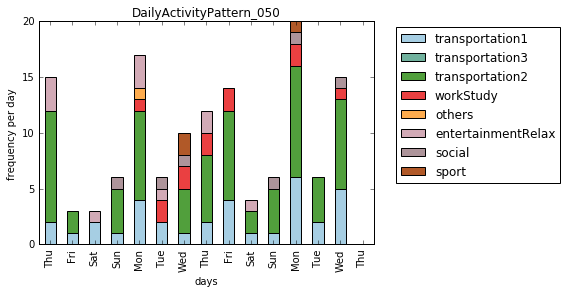 DailyActivityPattern_050
20
15
10
5
0
frequency per day
Thu Fri Sat Sun Mon Tue Wed Thu Fri Sat Sun Mon Tue Wed Thu
days
transportation1
transportation3
transportation2
workStudy
others
entertainmentRelax
social
sport